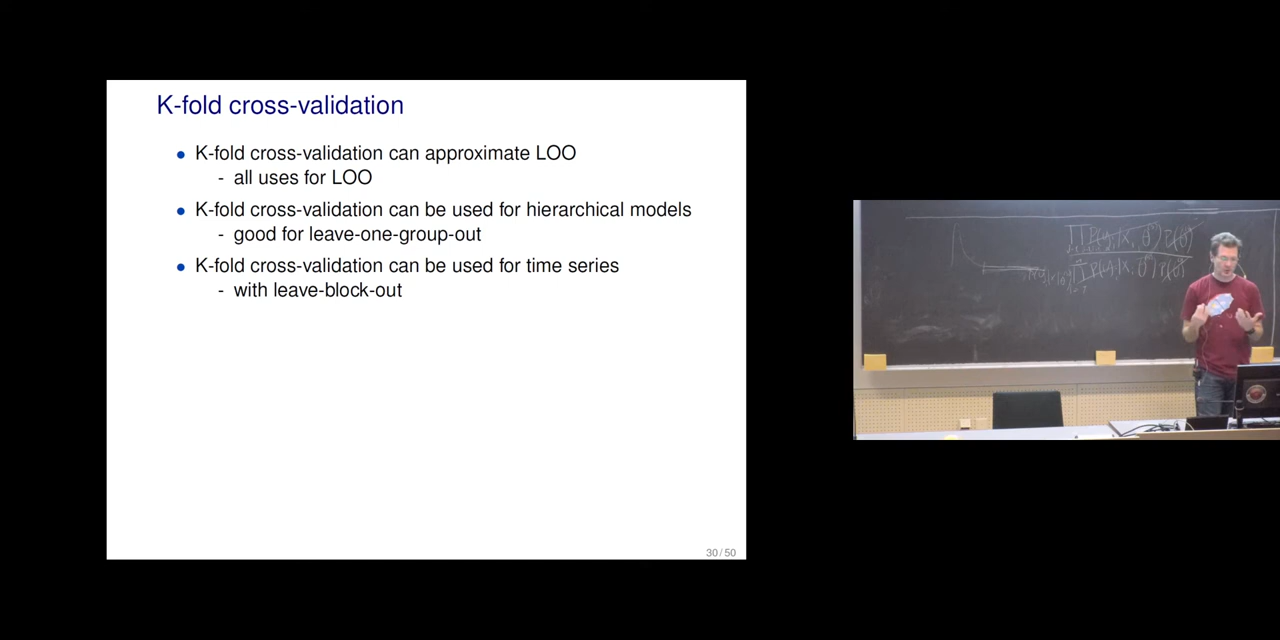 K-fold cross-validation
• K-fold cross-validation can approximate LOO
- all uses for LOO
• K-fold cross-validation can be used for hierarchical models
- good for leave-one-group-out
• K-fold cross-validation can be used for time series
- with leave-block-out
30 / 50